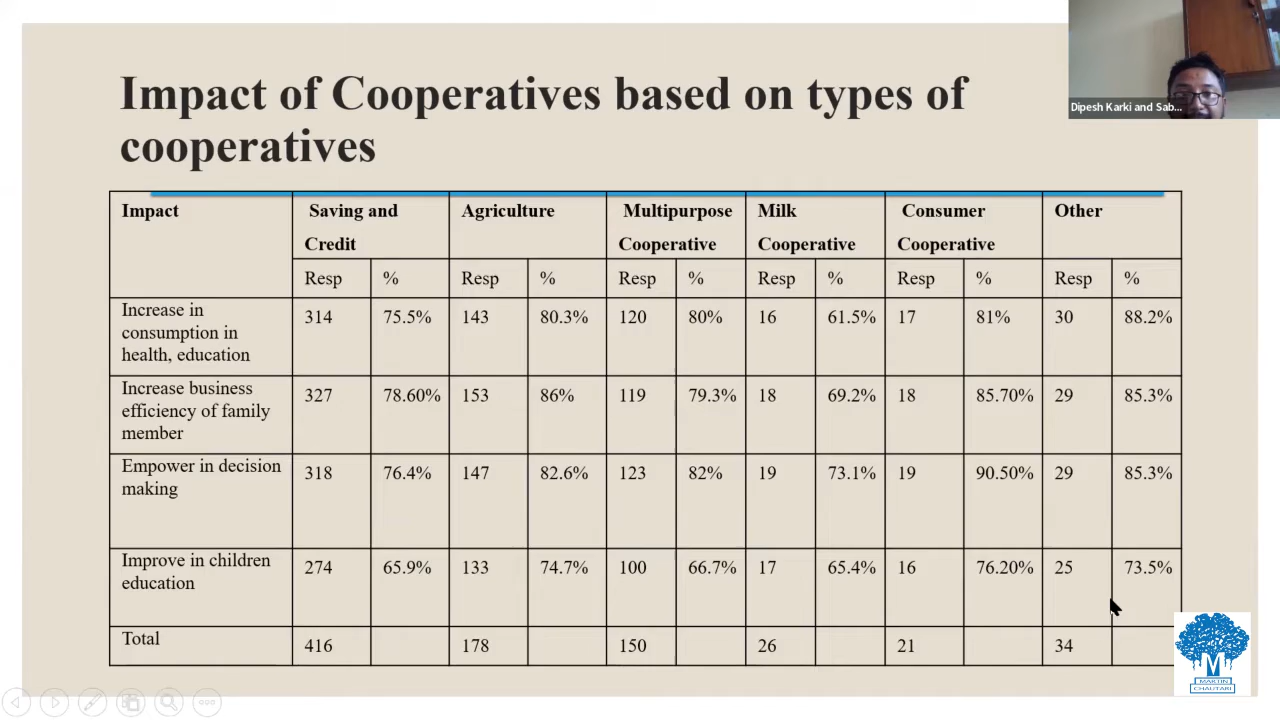 Impact of Cooperatives based on types of
cooperatives
Dipesh Karki and Sab...
Impact
Saving and
Credit
Agriculture
Multipurpose
Cooperative
Milk
Cooperative
Consumer
Cooperative
Other
Resp % Resp % Resp % Resp % Resp % Resp %
Increase in
consumption in
health, education
314 75.5% 143 80.3% 120 80% 16 61.5% 17 81% 30 88.2%
Increase business
efficiency of family
member
327 78.60% 153 86% 119 79.3% 18 69.2% 18 85.70% 29 85.3%
Empower in decision
making
318 76.4% 147 82.6% 123 82% 19 73.1% 19 90.50% 29 85.3%
Improve in children
education
274 65.9% 133 74.7% 100 66.7% 17 65.4% 16 76.20% 25 73.5%
Total 416 178 150 26 21 34
MARTIN
CHAUTARI